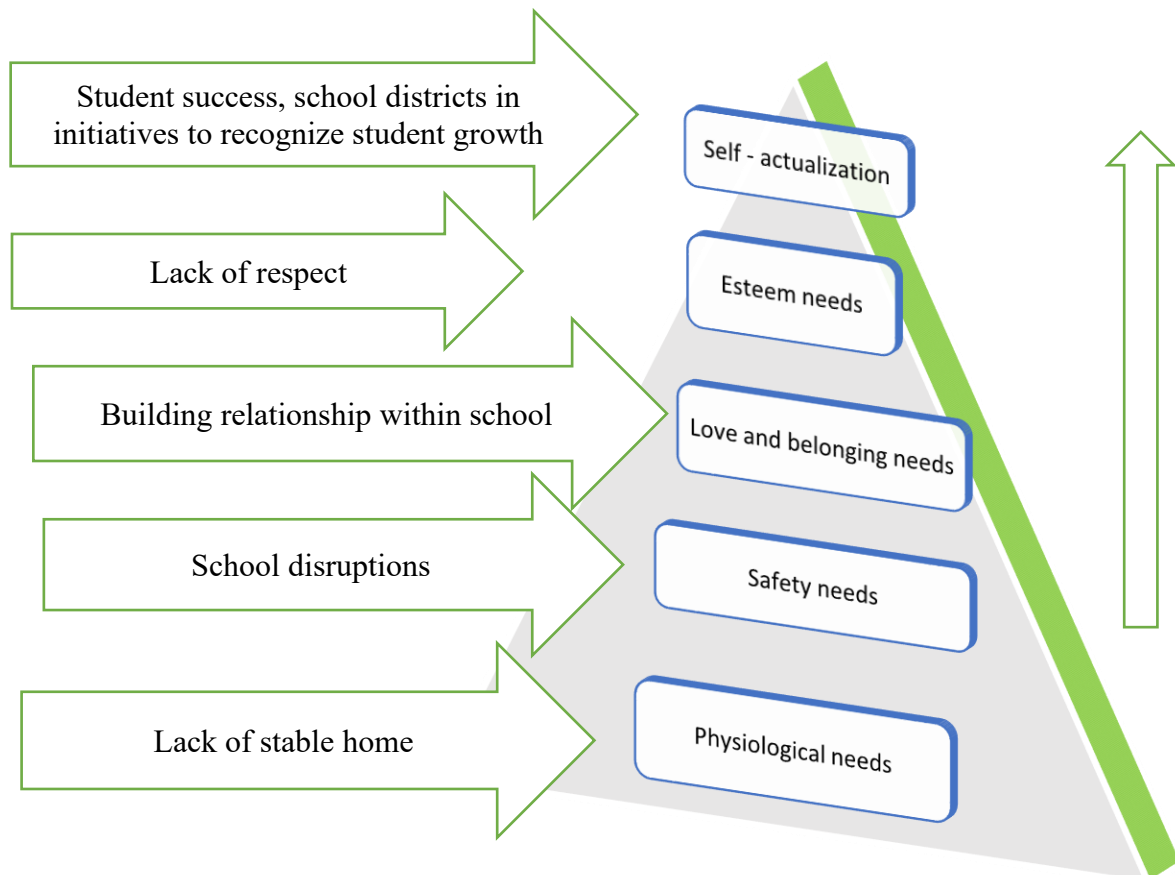 Student success, school districts in
initiatives to recognize student growth
Self - actualization
Lack of respect
Esteem needs
Building relationship within school
Love and belonging needs
School disruptions
Safety needs
Lack of stable home
Physiological needs